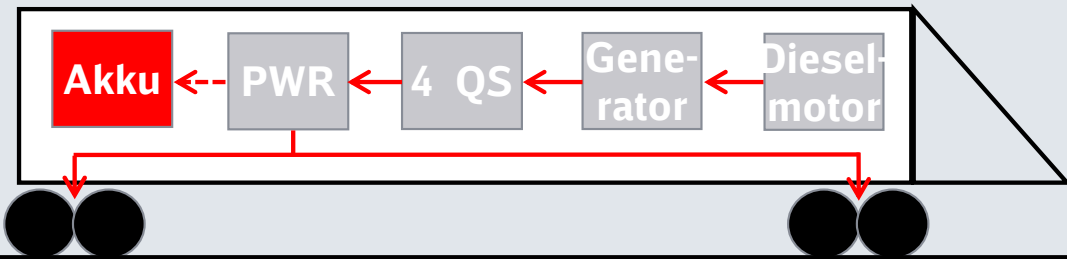 Akku
PWR
4 QS
Gene-
rator
Diesel-
motor